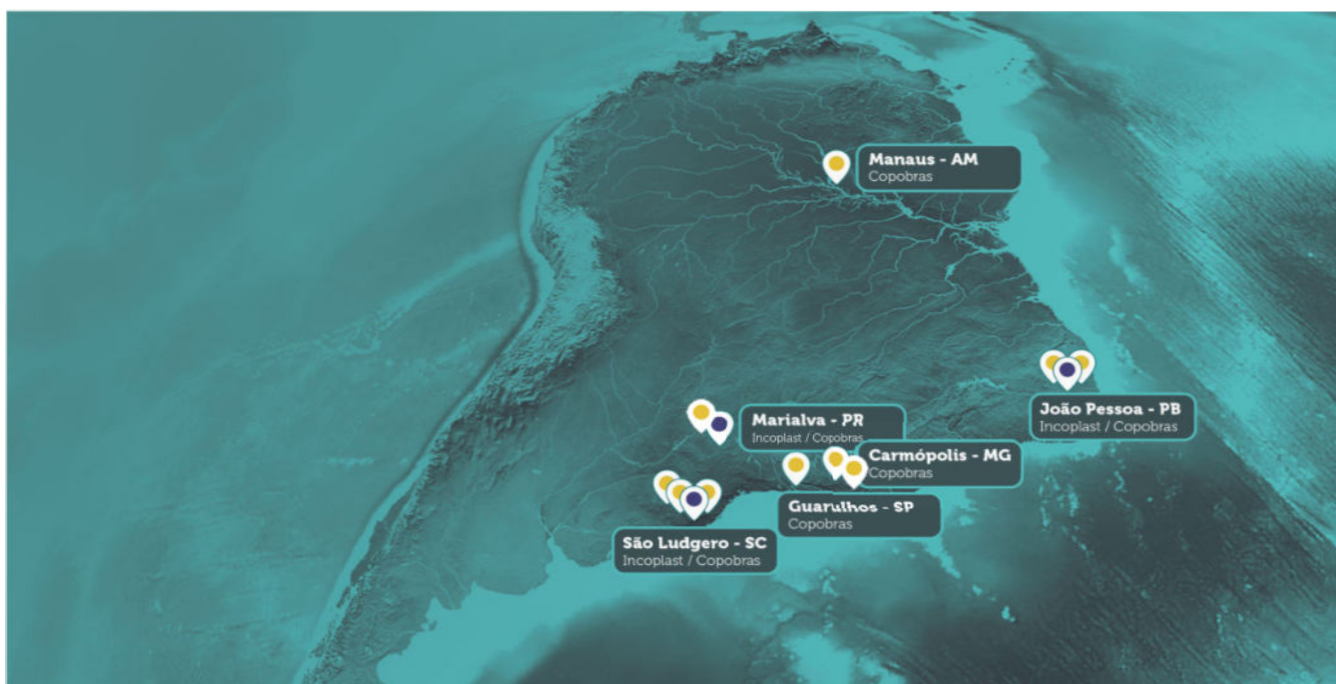 Manaus - AM
Copobras
João Pessoa - PB
Incoplast / Copobras
Marialva - PR
Incoplast / Copobras
Carmópolis - MG
Copobras
Guarulhos - SP
Copobras
São Ludgero - SC
Incoplast / Copobras